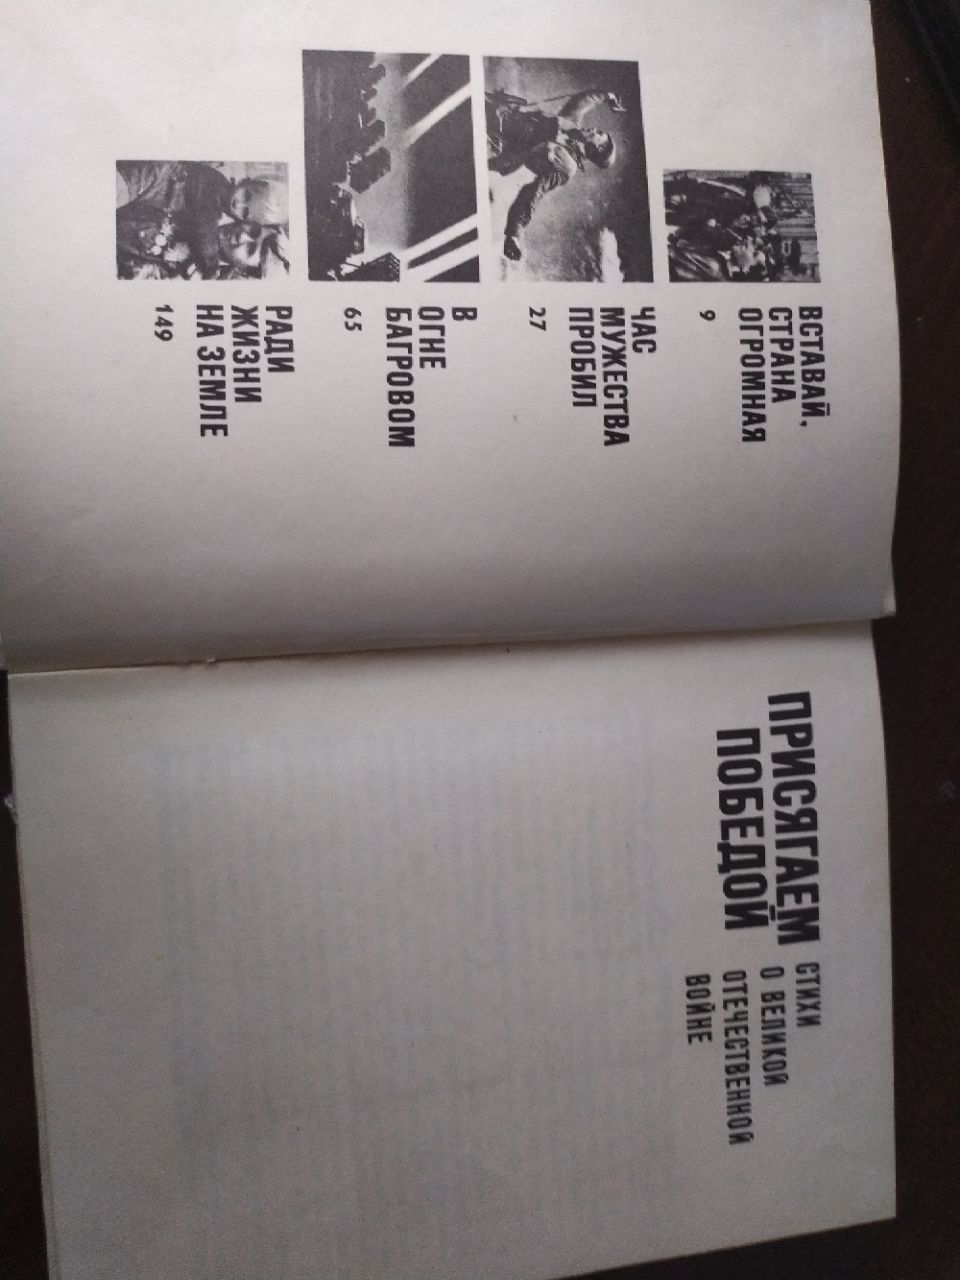 ВСТАВАЙ,
СТРАНА
ОГРОМНАЯ
9
ЧАС
МУЖЕСТВА
ПРОБИЛ
27
В
ОГНЕ
БАГРОВОМ
65
РАДИ
ЖИЗНИ
НА ЗЕМЛЕ
149
ПРИСЯГАЕМ
ПОБЕДОЙ
СТИХИ
О ВЕЛИКОЙ
ОТЕЧЕСТВЕННОЙ
ВОЙНЕ